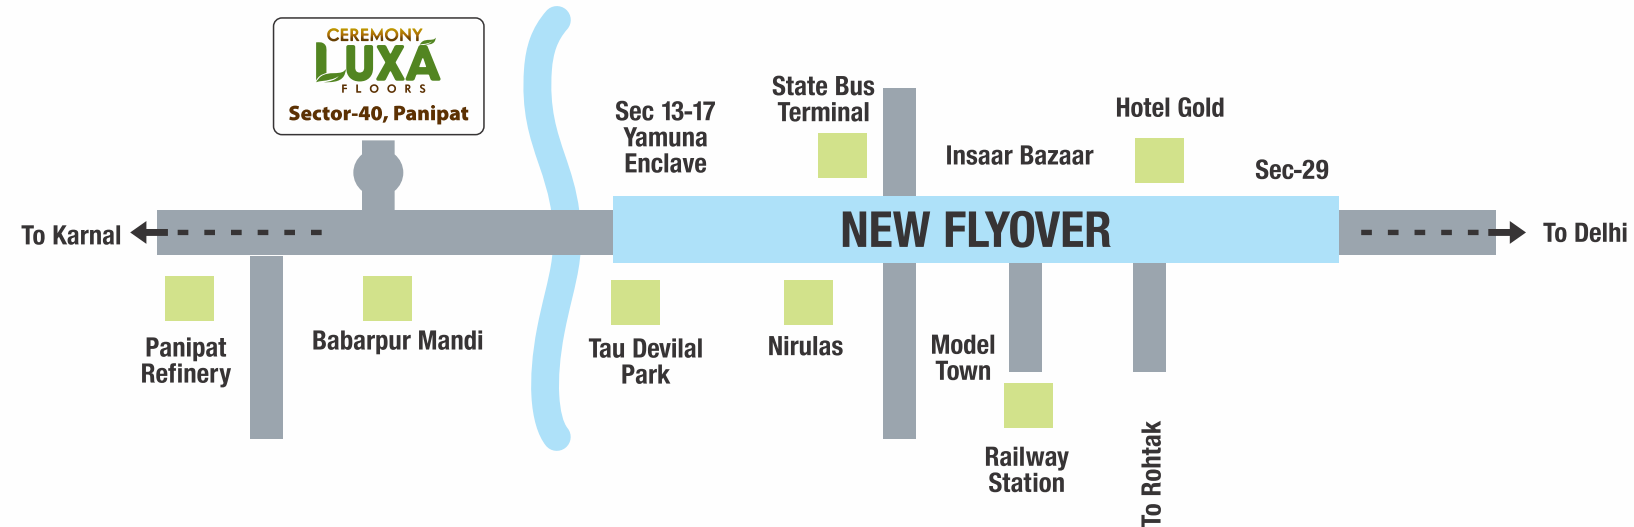 CEREMONY
LUXA
FLOORS
Sector-40, Panipat
Sec 13-17
Yamuna
Enclave
State Bus
Terminal
Insaar Bazaar
Hotel Gold
Sec-29
To Karnal
NEW FLYOVER
To Delhi
Panipat
Refinery
Babarpur Mandi
Tau Devilal
Park
Nirulas
Model
Town
Railway
Station
To Rohtak